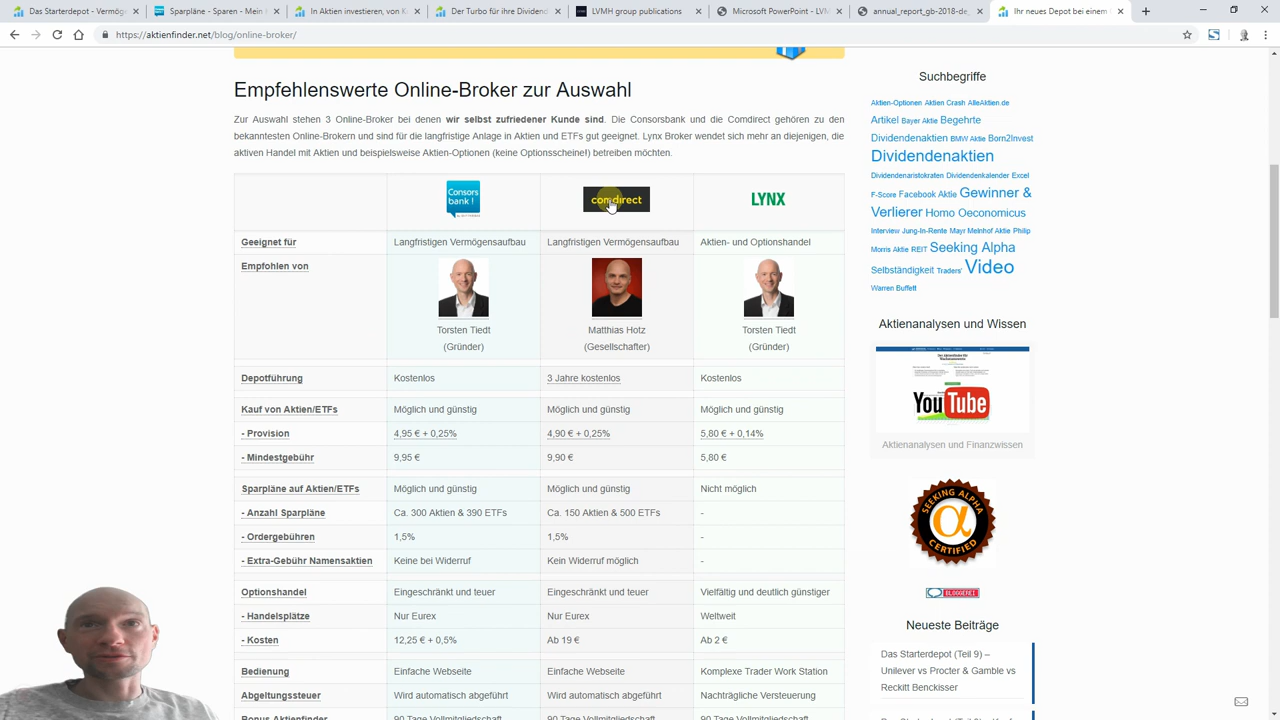 Das Starterdepot - Vermög
Sparpläne - Sparen - Anlegen
In Aktien investieren, von K
Der Turbo für ihre Dividend
LVMH group publications
Microsoft PowerPoint - LVM
annual_report_gb-2018-de_
Ihr neues Depot bei einem
https://aktienfinder.net/blog/online-broker/
Empfehlenswerte Online-Broker zur Auswahl
Zur Auswahl stehen 3 Online-Broker bei denen wir selbst zufriedener Kunde sind. Die Consorsbank und die Comdirect gehören zu den
bekanntesten Online-Brokern und sind für die langfristige Anlage in Aktien und ETFs gut geeignet. Lynx Broker wendet sich mehr an diejenigen, die
aktiven Handel mit Aktien und beispielsweise Aktien-Optionen (keine Optionsscheine!) betreiben möchten.
Consors bank ! comdirect LYNX
Geeignet für Langfristigen Vermögensaufbau Langfristigen Vermögensaufbau Aktien- und Optionshandel
Empfohlen von
Torsten Tiedt Matthias Hotz Torsten Tiedt
(Gründer) (Gesellschafter) (Gründer)
Depotführung Kostenlos Jahre kostenlos Kostenlos
Kauf von Aktien/ETFs Möglich und günstig Möglich und günstig Möglich und günstig
- Provision 4,95 € + 0,25% 4,90 € + 0,25% 5,80 € + 0,14%
- Mindestgebühr 9,95 € 9,90 € 5,80 €
Sparpläne auf Aktien/ETFs Möglich und günstig Möglich und günstig Nicht möglich
- Anzahl Sparpläne Ca. 300 Aktien & 390 ETFs Ca. 150 Aktien & 500 ETFs -
- Ordergebühren 1,5% 1,5% -
- Extra-Gebühr Namensaktien Keine bei Widerruf Kein Widerruf möglich -
Optionshandel Eingeschränkt und teuer Eingeschränkt und teuer Vielfältig und deutlich günstiger
- Handelsplätze Nur Eurex Nur Eurex Weltweit
- Kosten 12,25 € + 0,5% Ab 19 € Ab 2 €
Bedienung Einfache Webseite Einfache Webseite Komplexe Trader Work Station
Abgeltungssteuer Wird automatisch abgeführt Wird automatisch abgeführt Nachträgliche Versteuerung
Bonus Aktienfinder 90 Tage Vollmitgliedschaft 90 Tage Vollmitgliedschaft 90 Tage Vollmitgliedschaft
Suchbegriffe
Aktien-Optionen Aktien Crash AlleAktien.de
Artikel Bayer Aktie Begehrte
Dividendenaktien BMW Aktie Born2Invest
Dividendenaktien
Dividendenaristokraten Dividendenkalender Excel
F-Score Facebook Aktie Gewinner &
Verlierer Homo Oeconomicus
Interview Jung-In-Rente Mayr Melnhof Aktie Philip
Morris Aktie REIT Seeking Alpha
Selbständigkeit Traders' Video
Warren Buffett
Aktienanalysen und Wissen
YouTube
Aktienanalysen und Finanzwissen
SEEKING ALPHA
α
CERTIFIED
BLOGGEREI
Neueste Beiträge
Das Starterdepot (Teil 9) –
Unilever vs Procter & Gamble vs
Reckitt Benckisser